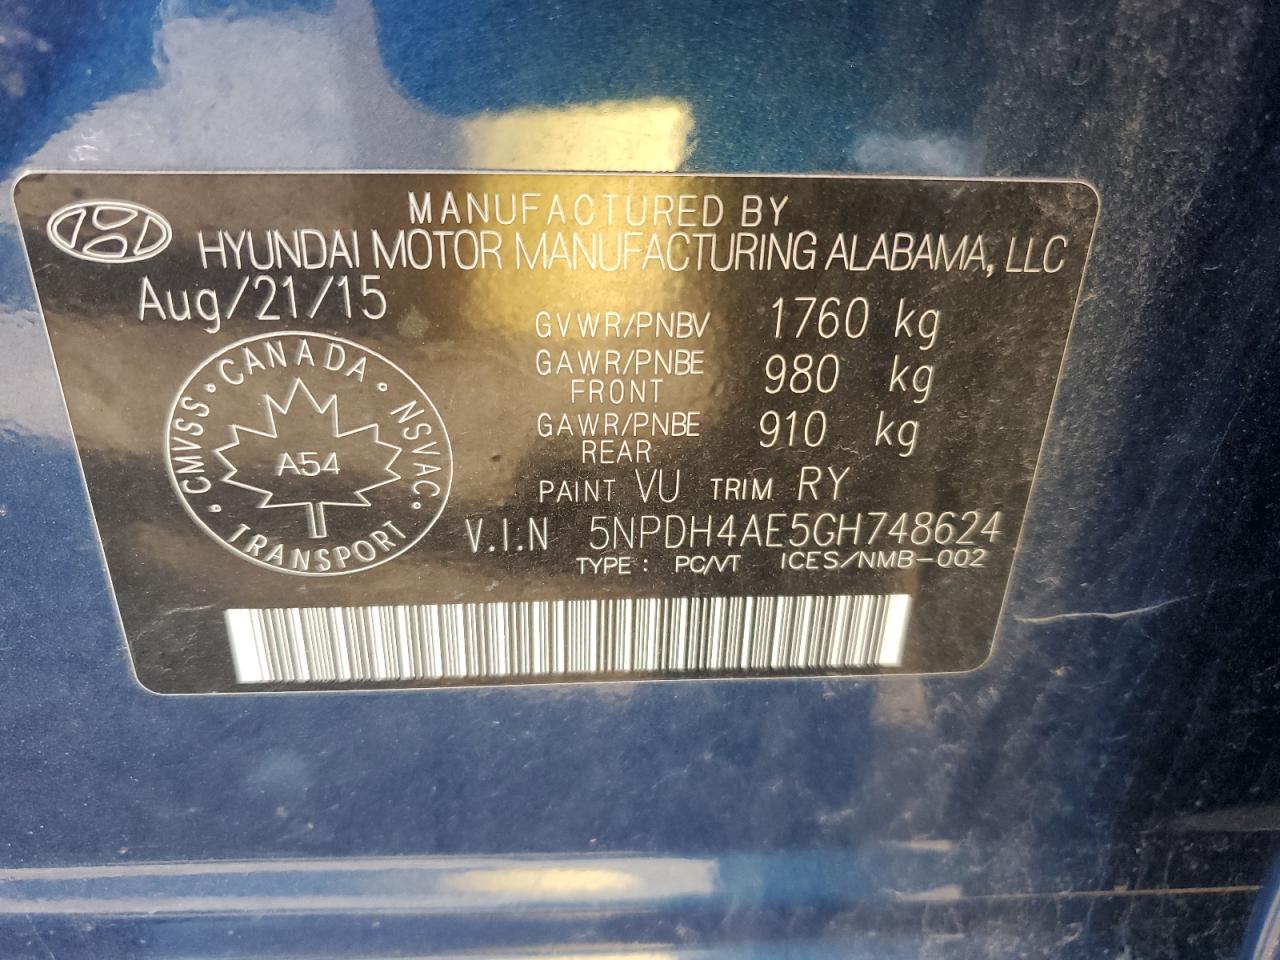 MANUFACTURED BY
HYUNDAI MOTOR MANUFACTURING ALABAMA, LLC
Aug/21/15
GVWR/PNBV 1760 kg
GAWR/PNBE FRONT 980 kg
GAWR/PNBE REAR 910 kg
PAINT VU TRIM RY
V.I.N 5NPDH4AE5GH748624
TYPE : PC/VT ICES/NMB-002
CANADA
CMVSS
NSVAC
A54
TRANSPORT